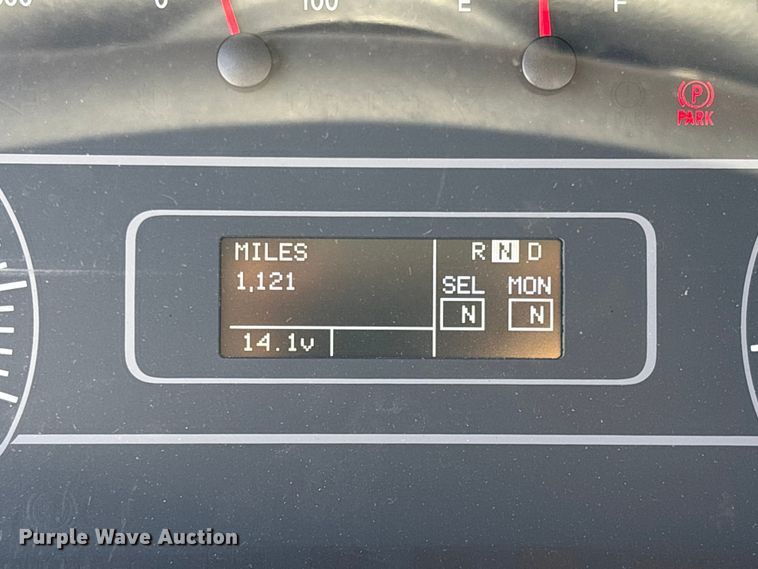 0 100 E F
P
PARK
MILES R N D
1,121
SEL MON
N N
14.1v
Purple Wave Auction